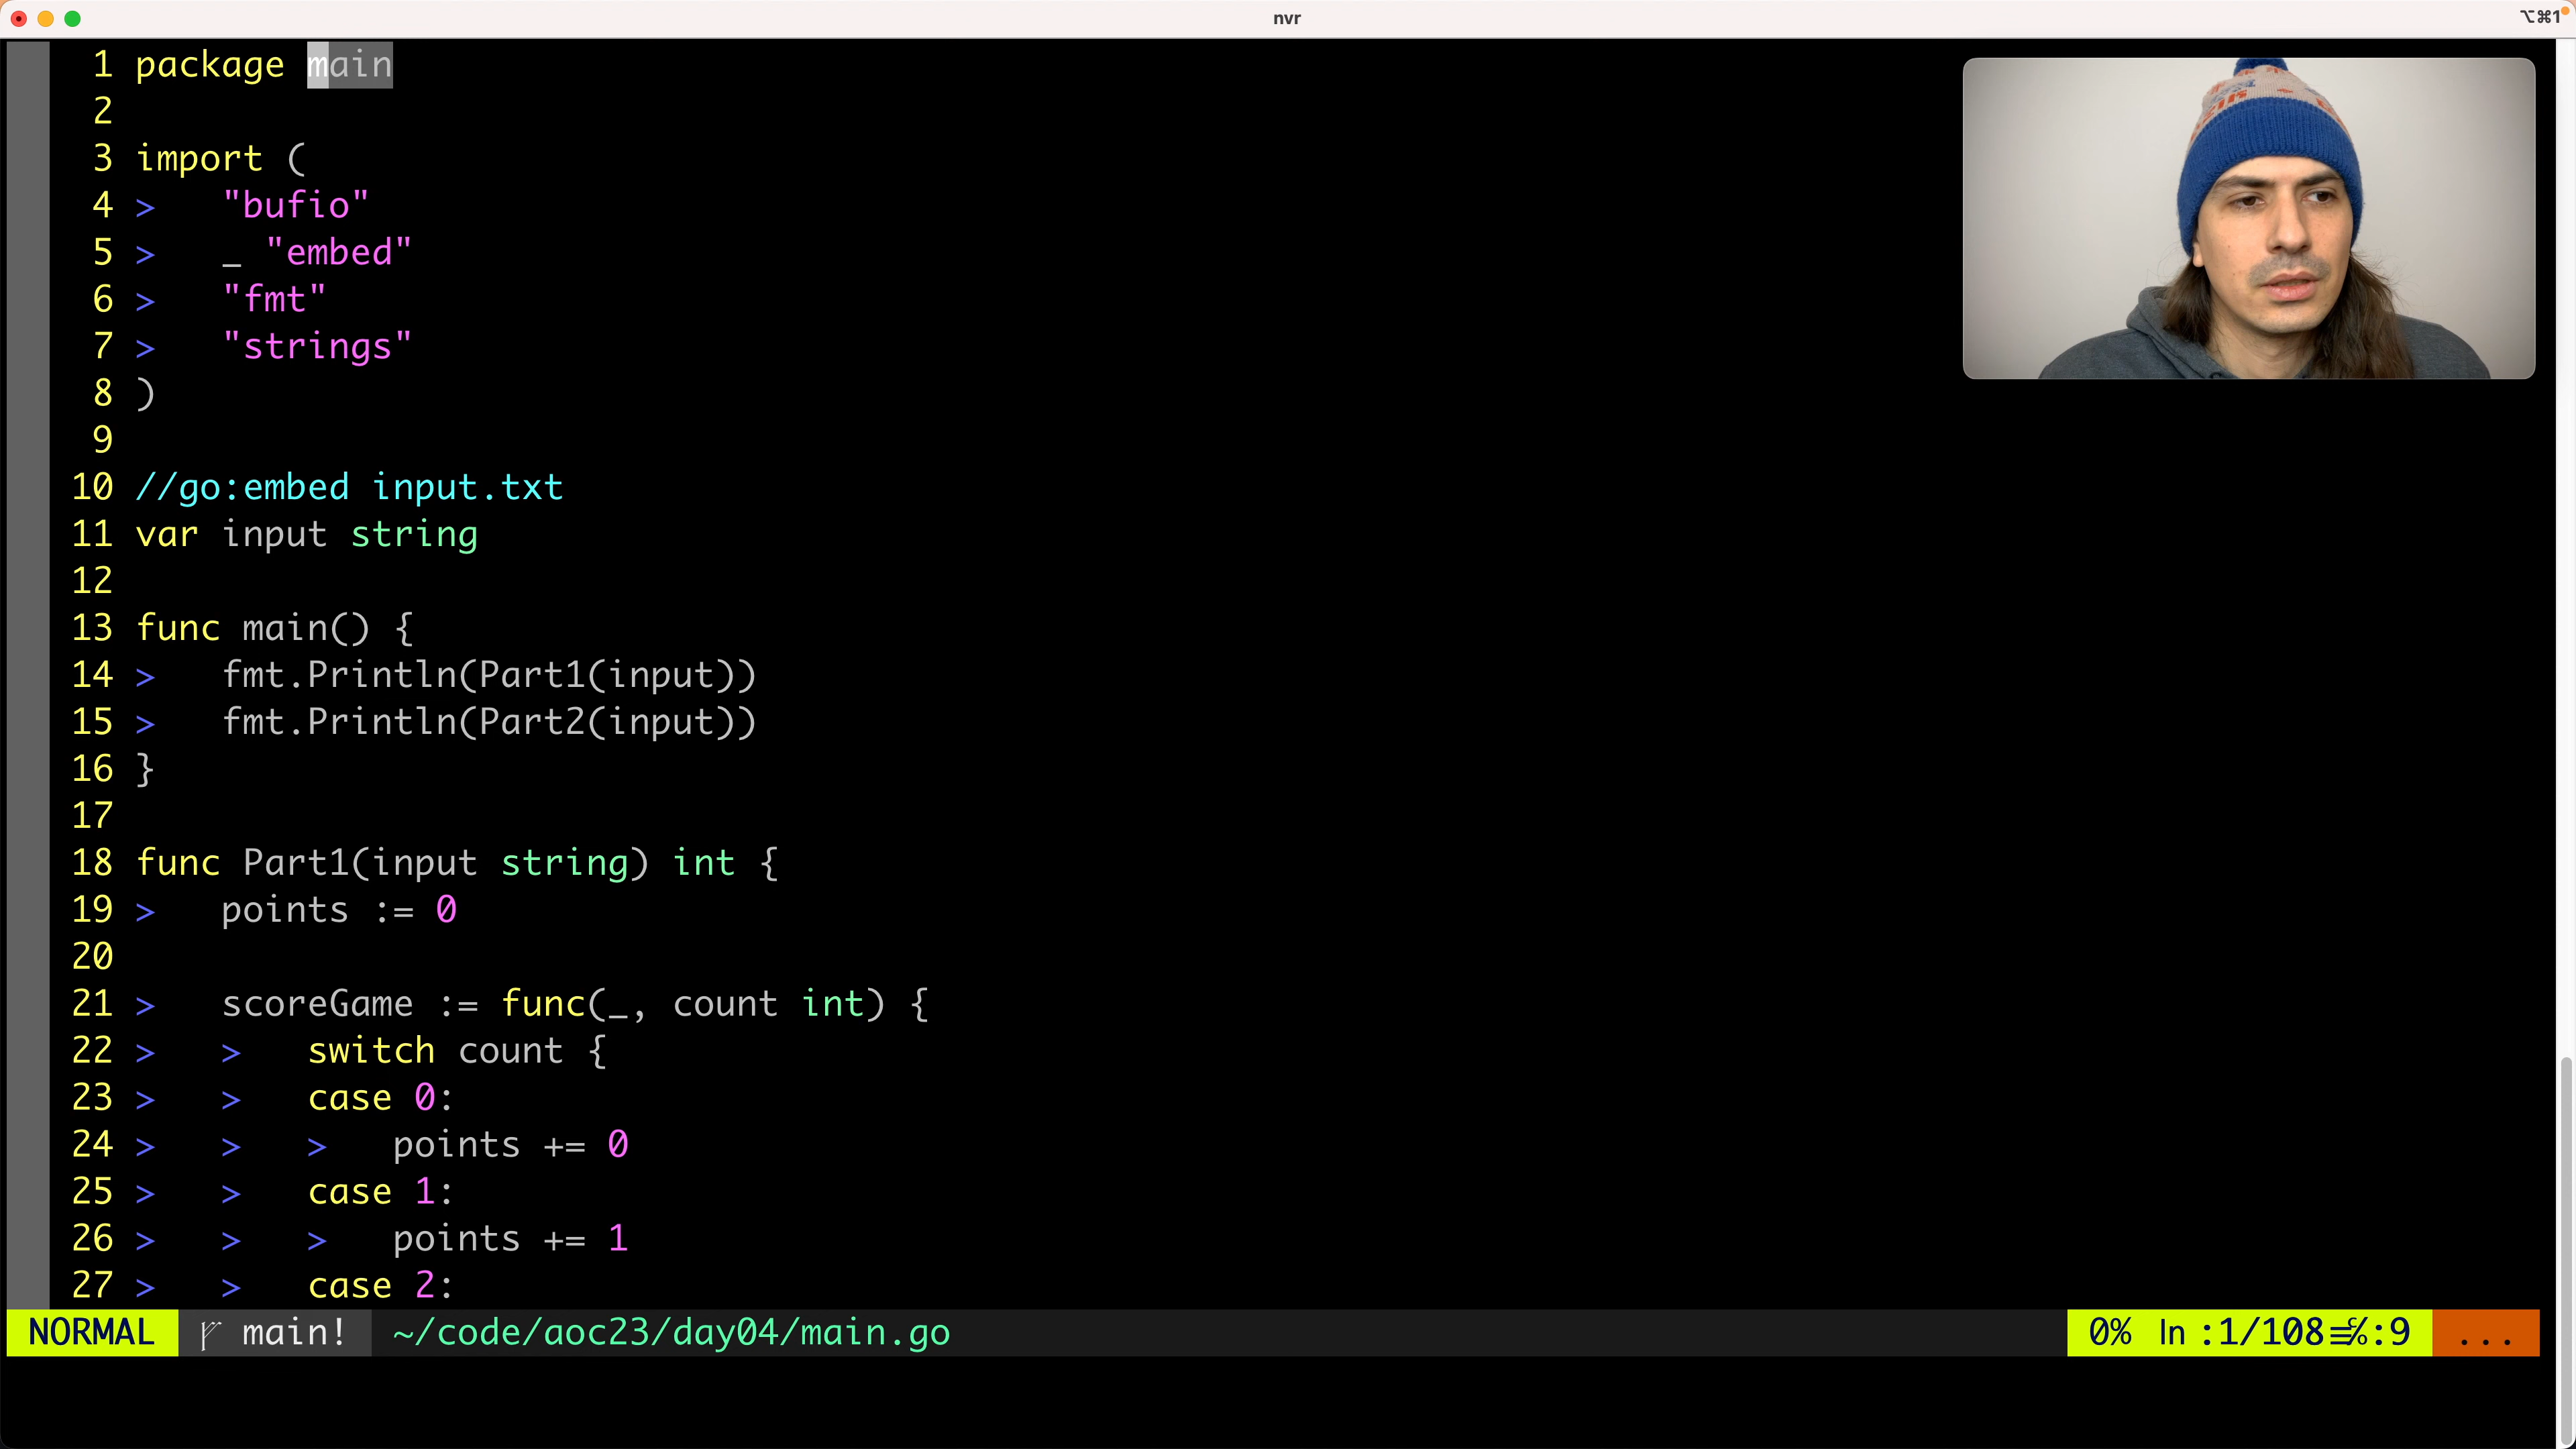 nvr
⌥⌘1
1 package main
2
3 import (
4 > "bufio"
5 > _ "embed"
6 > "fmt"
7 > "strings"
8 )
9
10 //go:embed input.txt
11 var input string
12
13 func main() {
14 > fmt.Println(Part1(input))
15 > fmt.Println(Part2(input))
16 }
17
18 func Part1(input string) int {
19 > points := 0
20
21 > scoreGame := func(_, count int) {
22 > > switch count {
23 > > case 0:
24 > > > points += 0
25 > > case 1:
26 > > > points += 1
27 > > case 2:
NORMAL main! ~/code/aoc23/day04/main.go 0% ln :1/108≡℅:9 ...